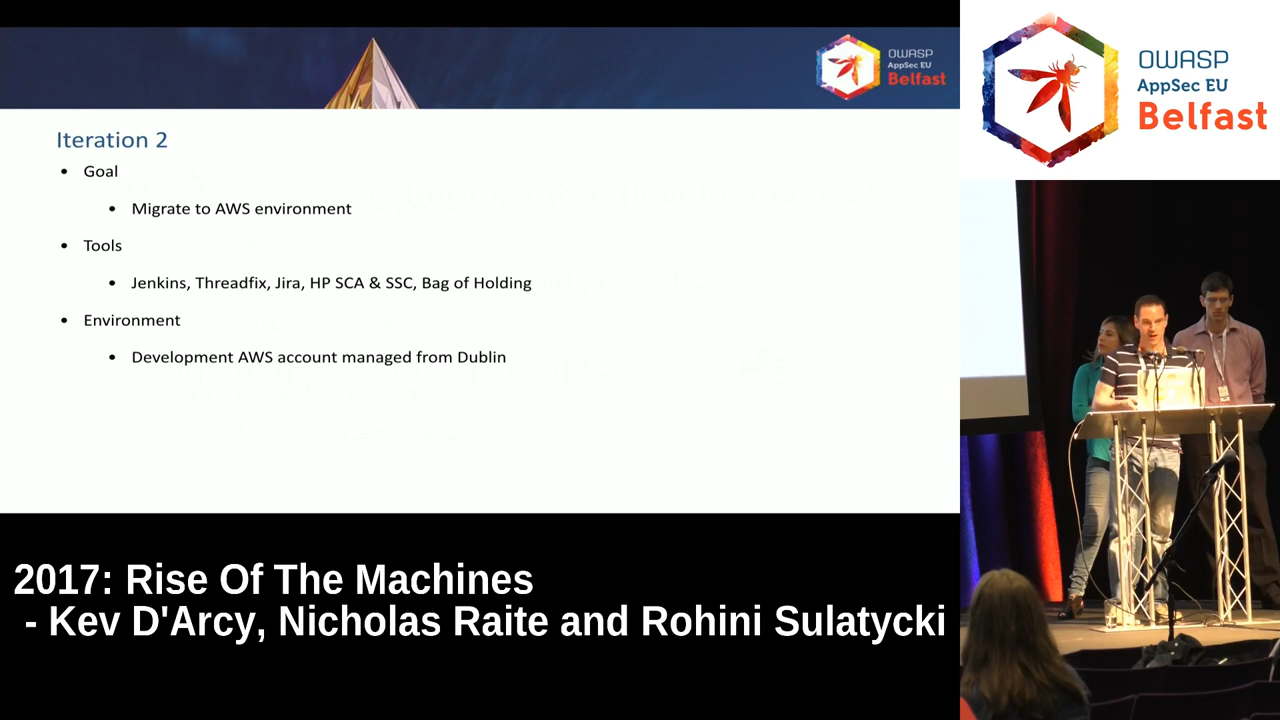 OWASP
AppSec EU
Belfast
Iteration 2
• Goal
• Migrate to AWS environment
• Tools
• Jenkins, Threadfix, Jira, HP SCA & SSC, Bag of Holding
• Environment
• Development AWS account managed from Dublin
2017: Rise Of The Machines
- Kev D'Arcy, Nicholas Raite and Rohini Sulatycki
OWASP
AppSec EU
Belfast